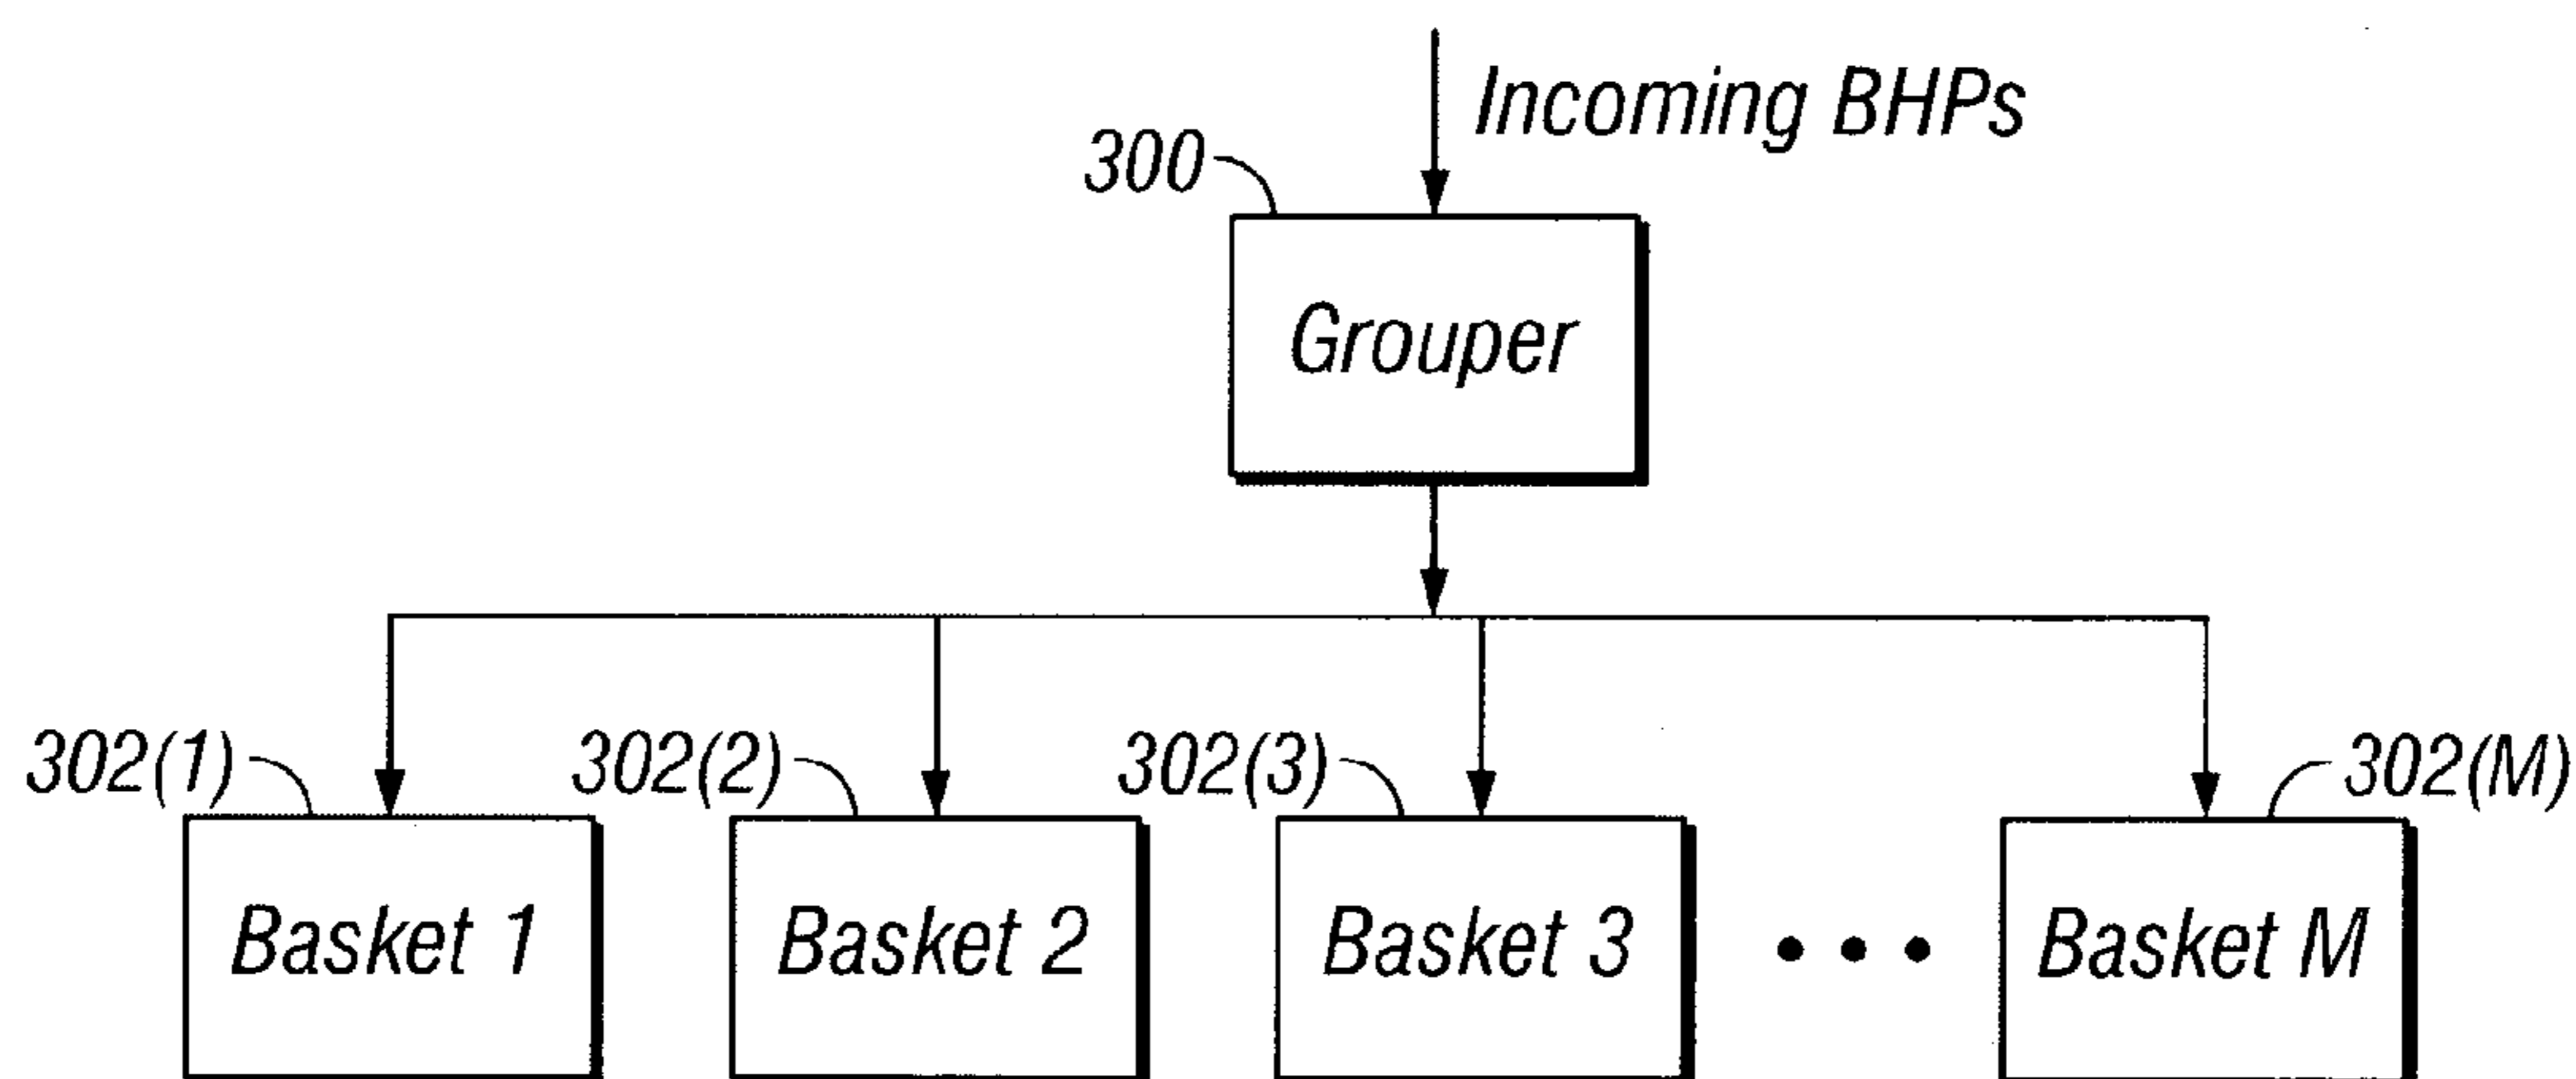 Incoming BHPs
300
Grouper
302(1)
302(2)
302(3)
302(M)
Basket 1
Basket 2
Basket 3
• • •
Basket M